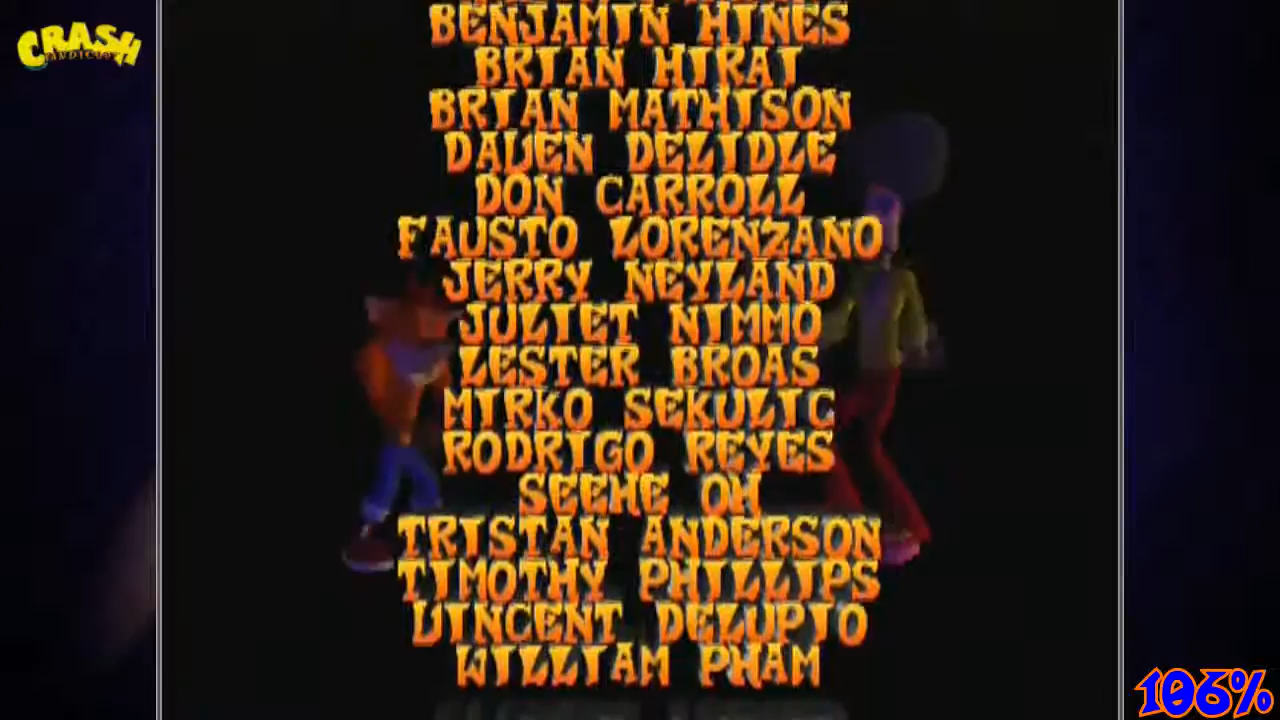 CRASH
BENJAMIN HINES
BRIAN HIRAI
BRIAN MATHISON
DAVEN DELIDLE
DON CARROLL
FAUSTO LORENZANO
JERRY NEYLAND
JULIET NIMMO
LESTER BROAS
MIRKO SEKULIC
RODRIGO REYES
SEEHE OH
TRISTAN ANDERSON
TIMOTHY PHILLIPS
VINCENT DELUPIO
WILLIAM PHAM
106%